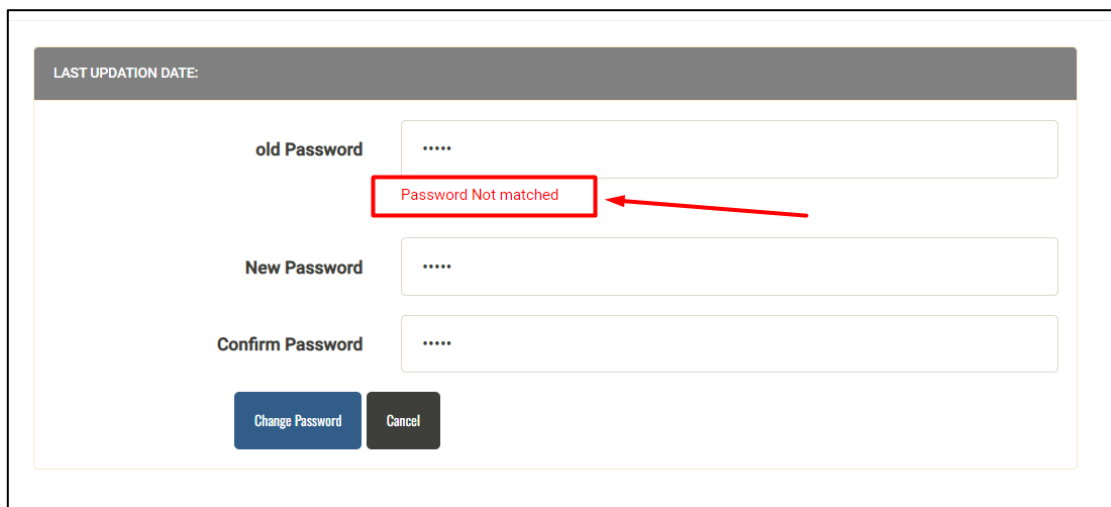 LAST UPDATION DATE:
old Password
•••••
Password Not matched
New Password
•••••
Confirm Password
•••••
Change Password Cancel